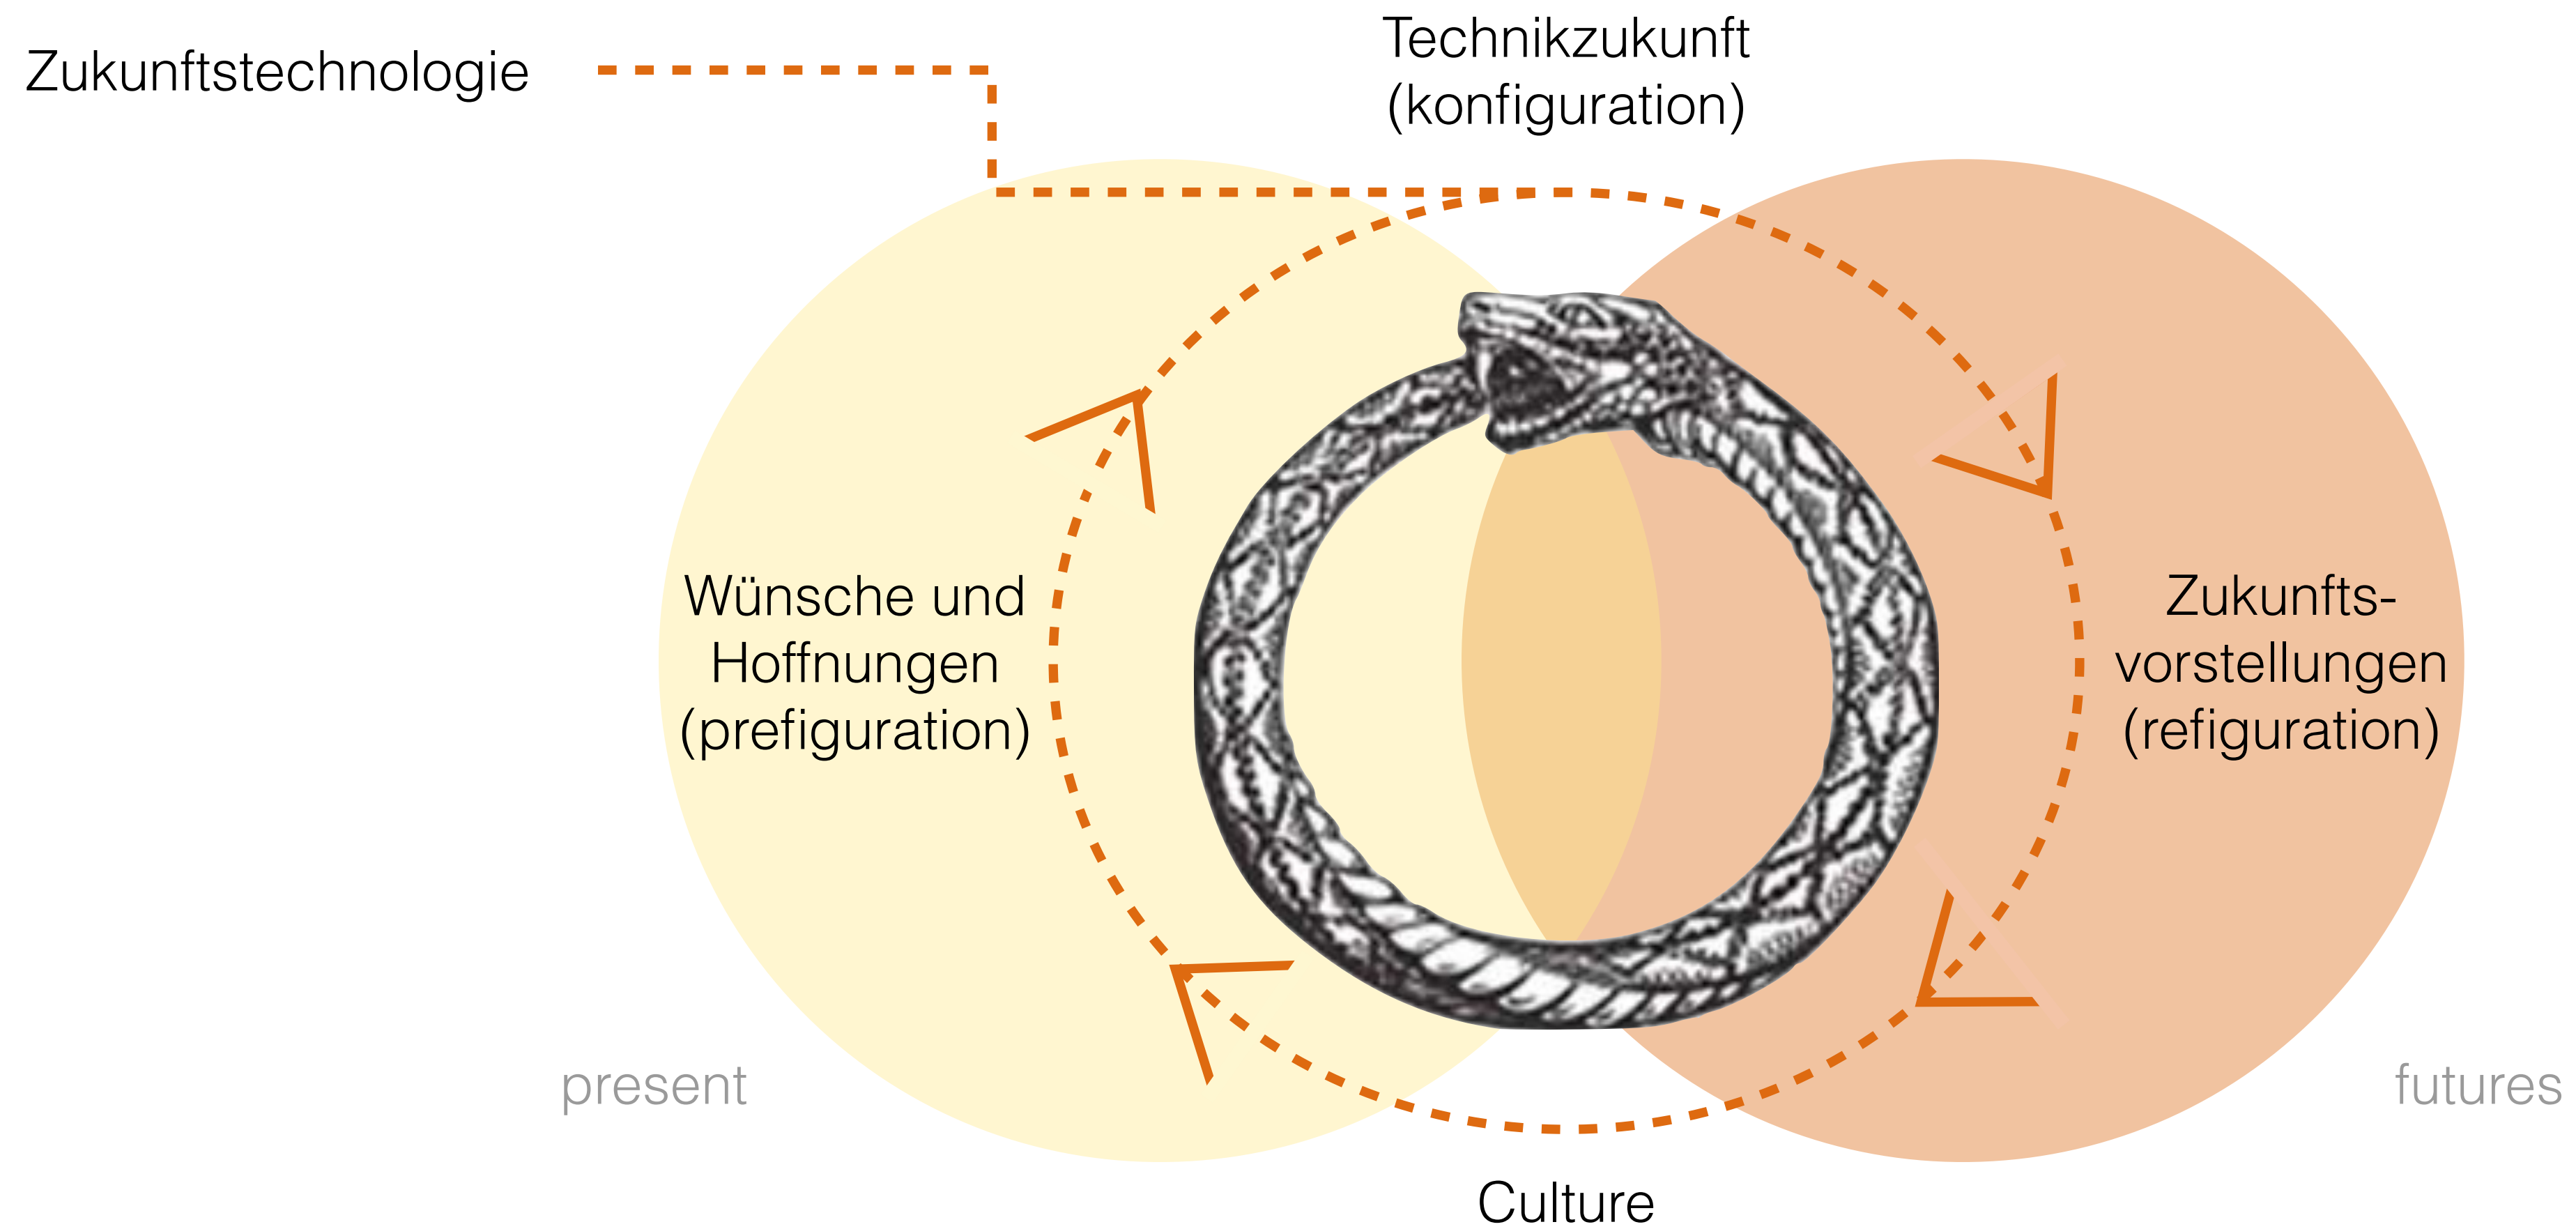 Zukunftstechnologie
Technikzukunft
(konfiguration)
Wünsche und
Hoffnungen
(prefiguration)
Zukunfts-
vorstellungen
(refiguration)
present
futures
Culture